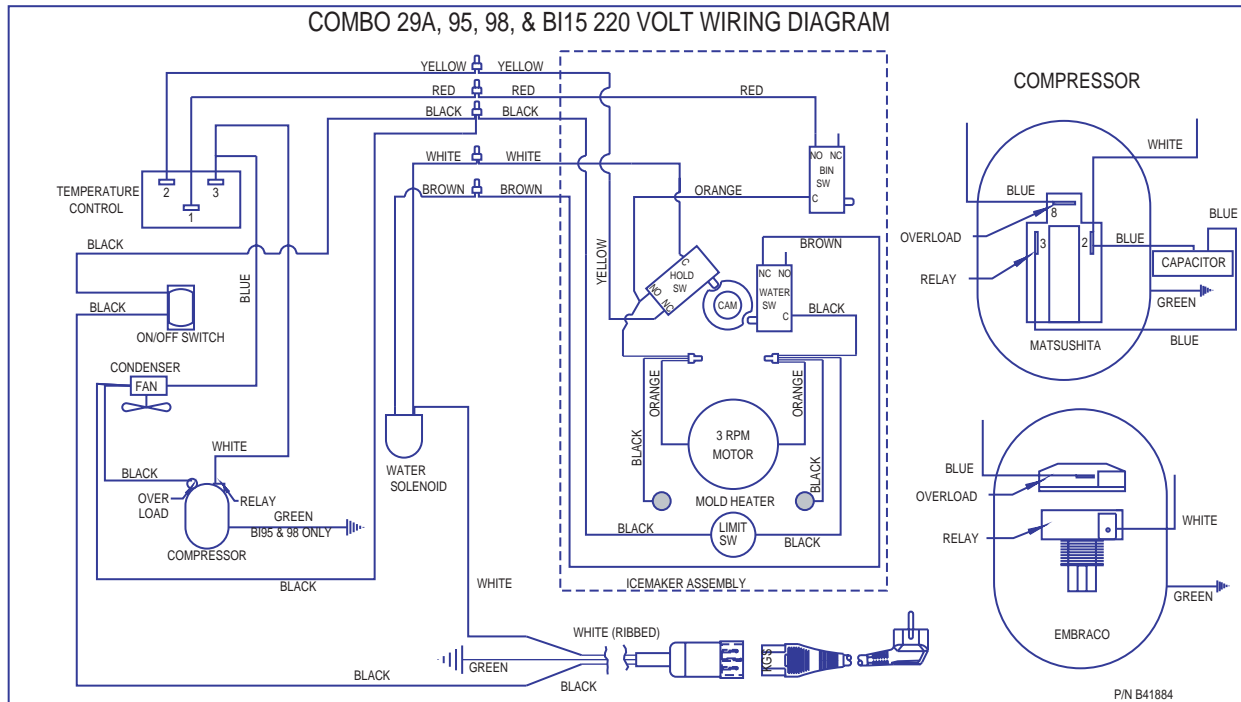 COMBO 29A, 95, 98, & BI15 220 VOLT WIRING DIAGRAM
YELLOW YELLOW
RED RED RED
BLACK BLACK
WHITE WHITE
BROWN BROWN
TEMPERATURE
CONTROL
2 3
1
BLACK
BLACK
BLUE
ON/OFF SWITCH
CONDENSER
FAN
WHITE
BLACK
OVER
LOAD
RELAY
GREEN
BI95 & 98 ONLY
COMPRESSOR
BLACK
WATER
SOLENOID
NO NC
BIN
SW
C
ORANGE
YELLOW
BROWN
C
HOLD
SW
NO
NC
CAM
NC NO
WATER
SW
C
BLACK
ORANGE
ORANGE
BLACK
BLACK
3 RPM
MOTOR
MOLD HEATER
BLACK
LIMIT
SW
BLACK
ICEMAKER ASSEMBLY
WHITE
WHITE (RIBBED)
GREEN
BLACK
BLACK
KGS
COMPRESSOR
WHITE
BLUE
BLUE
8
OVERLOAD
3 2
BLUE
RELAY
CAPACITOR
GREEN
MATSUSHITA
BLUE
BLUE
OVERLOAD
WHITE
RELAY
GREEN
EMBRACO
P/N B41884